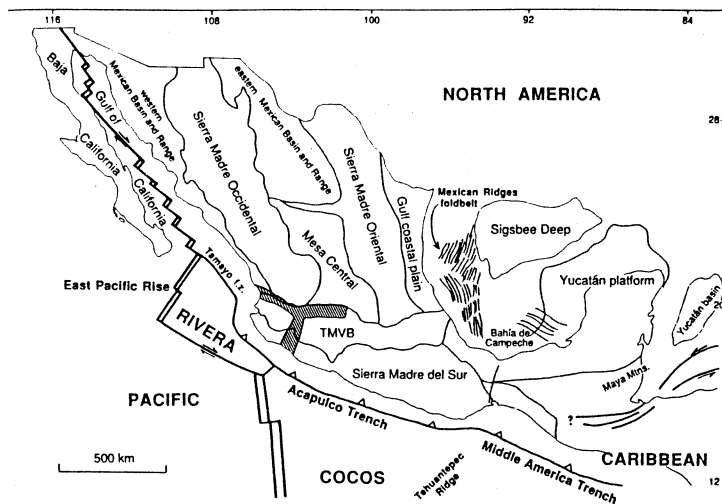 116
108
100
92
84
Baja
California
Gulf of
California
western
Mexican Basin and Range
Sierra Madre Occidental
eastern
Mexican Basin and Range
Mesa Central
Sierra Madre Oriental
Gulf coastal plain
NORTH AMERICA
28
Mexican Ridges
foldbelt
Sigsbee Deep
Yucatán platform
Yucatán basin
20
Bahía de
Campeche
Maya Mtns.
Tamayo f.z.
East Pacific Rise
RIVERA
TMVB
Sierra Madre del Sur
?
PACIFIC
Acapulco Trench
Middle America Trench
CARIBBEAN
500 km
COCOS
Tehuantepec
Ridge
12